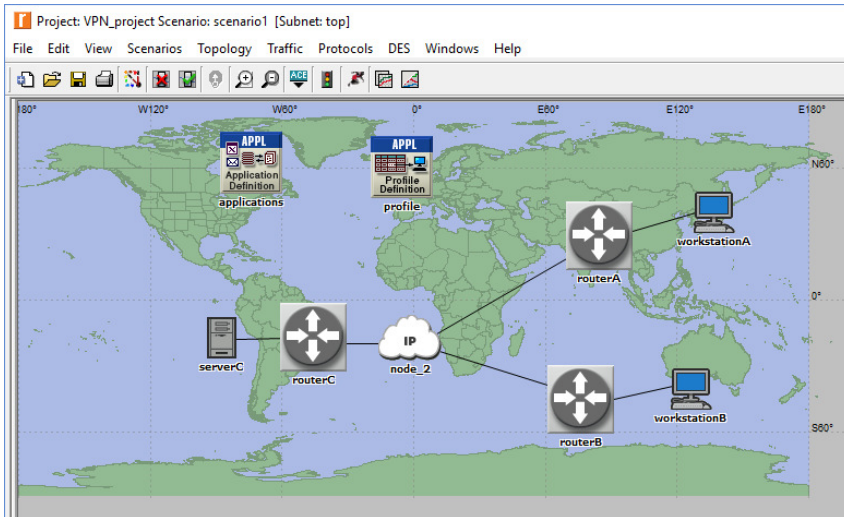 Project: VPN_project Scenario: scenario1 [Subnet: top]
File Edit View Scenarios Topology Traffic Protocols DES Windows Help
ACE
180° W120° W60° 0° E60° E120° E180°
APPL
Application
Definition
applications
APPL
Profile
Definition
profile
N60°
workstationA
routerA
0°
serverC
routerC
IP
node_2
routerB
workstationB
S60°